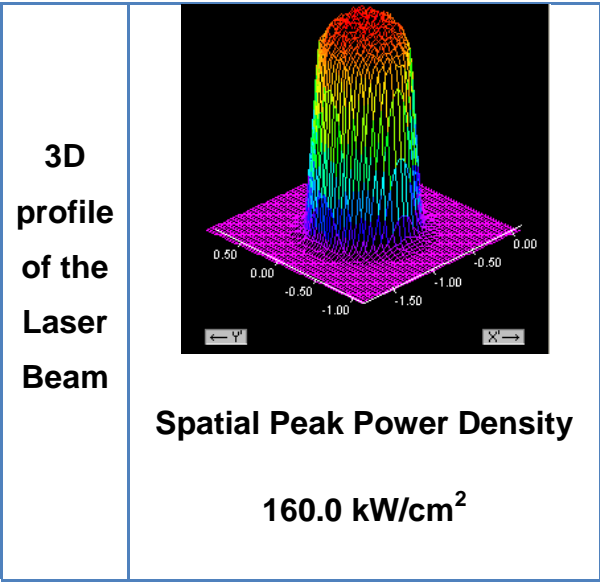 3D
profile
of the
Laser
Beam
0.50
0.00
-0.50
-1.00
-1.50
-1.00
-0.50
0.00
← Y'
X' →
Spatial Peak Power Density
160.0 kW/cm²